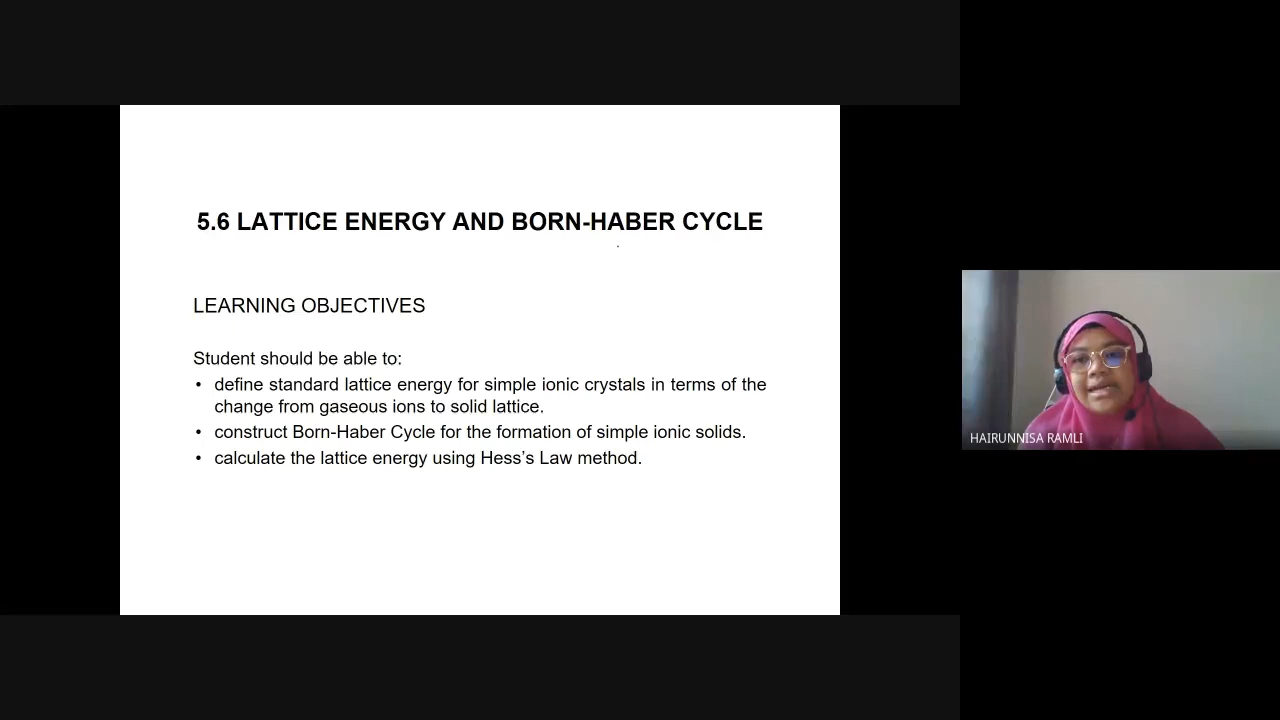 5.6 LATTICE ENERGY AND BORN-HABER CYCLE
LEARNING OBJECTIVES
Student should be able to:
• define standard lattice energy for simple ionic crystals in terms of the
change from gaseous ions to solid lattice.
• construct Born-Haber Cycle for the formation of simple ionic solids.
• calculate the lattice energy using Hess’s Law method.
HAIRUNNISA RAMLI